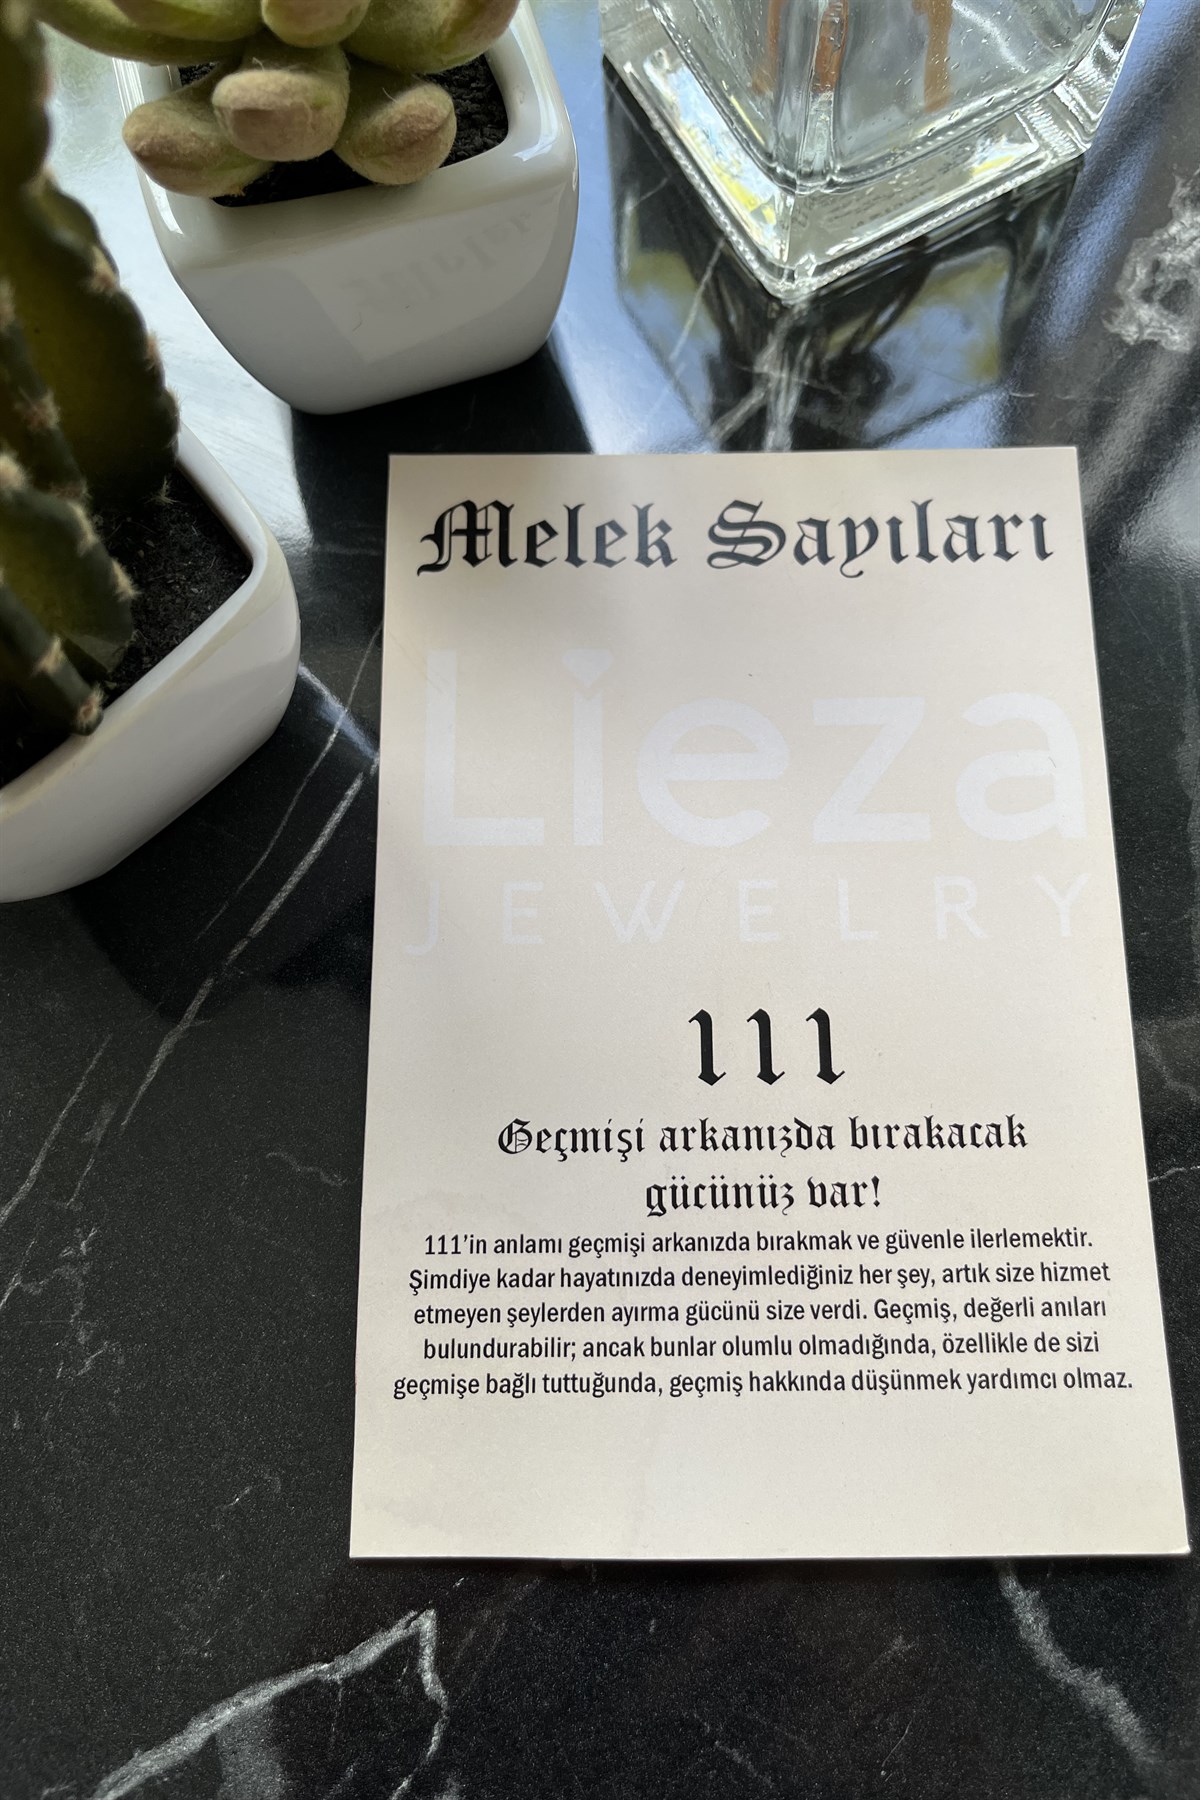 Melek Sayıları
Lieza
JEWELRY
111
Geçmişi arkanızda bırakacak
gücünüz var!
111'in anlamı geçmişi arkanızda bırakmak ve güvenle ilerlemektir.
Şimdiye kadar hayatınızda deneyimlediğiniz her şey, artık size hizmet
etmeyen şeylerden ayırma gücünü size verdi. Geçmiş, değerli anıları
bulundurabilir; ancak bunlar olumlu olmadığında, özellikle de sizi
geçmişe bağlı tuttuğunda, geçmiş hakkında düşünmek yardımcı olmaz.